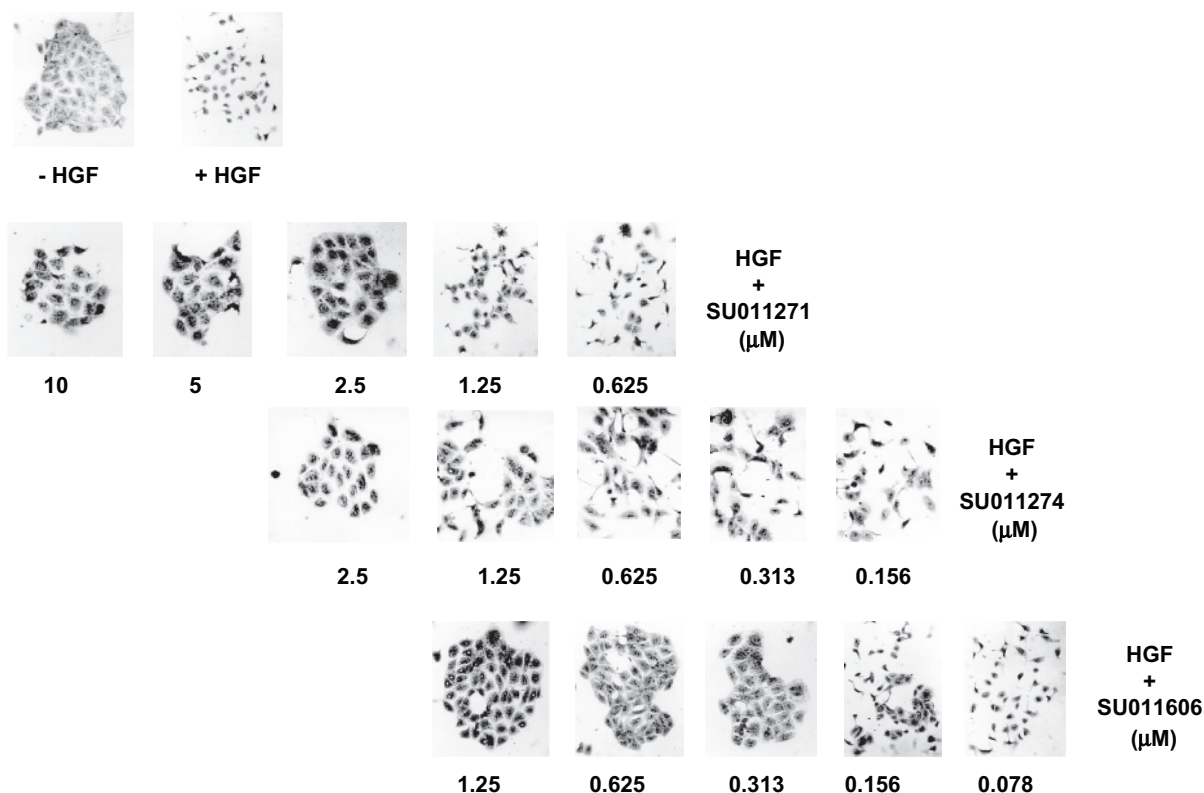 - HGF + HGF
HGF
+
SU011271
(μM)
10 5 2.5 1.25 0.625
HGF
+
SU011274
(μM)
2.5 1.25 0.625 0.313 0.156
HGF
+
SU011606
(μM)
1.25 0.625 0.313 0.156 0.078